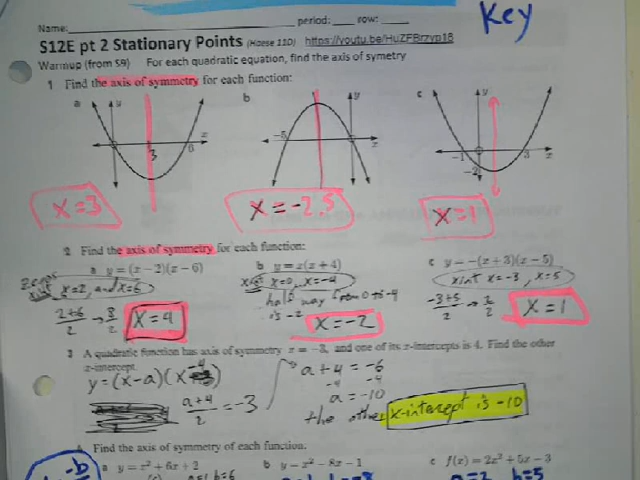 Name: period: row: Key
S12E pt 2 Stationary Points (Haese 11D) https://youtu.be/HuZFBrzyp18
Warmup (from S9) For each quadratic equation, find the axis of symetry
1 Find the axis of symmetry for each function:
a y x 3 6
b y x -5
c y x -1 3 -2
x=3 x=-2.5 x=1
2 Find the axis of symmetry for each function:
a y = (x-2)(x-6) b y = x(x+4) c y = -(x+3)(x-5)
zeros x=2, and x=6 xint x=0, x=-4 xint x=-3, x=5
half way from 0 to -4
is -2
2+6/2 → 8/2 x=4 x=-2 -3+5/2 → 2/2 x=1
3 A quadratic function has axis of symmetry x = -3, and one of its x-intercepts is 4. Find the other
x-intercept.
y=(x-a)(x-4)
a+4/2 = -3
a+4=-6
-4 -4
a=-10
the other x-intercept is -10
Find the axis of symmetry of each function:
-b a y = x² + 6x + 2 b y = x² - 8x - 1 c f(x) = 2x² + 5x - 3
b=6 a=2 b=5